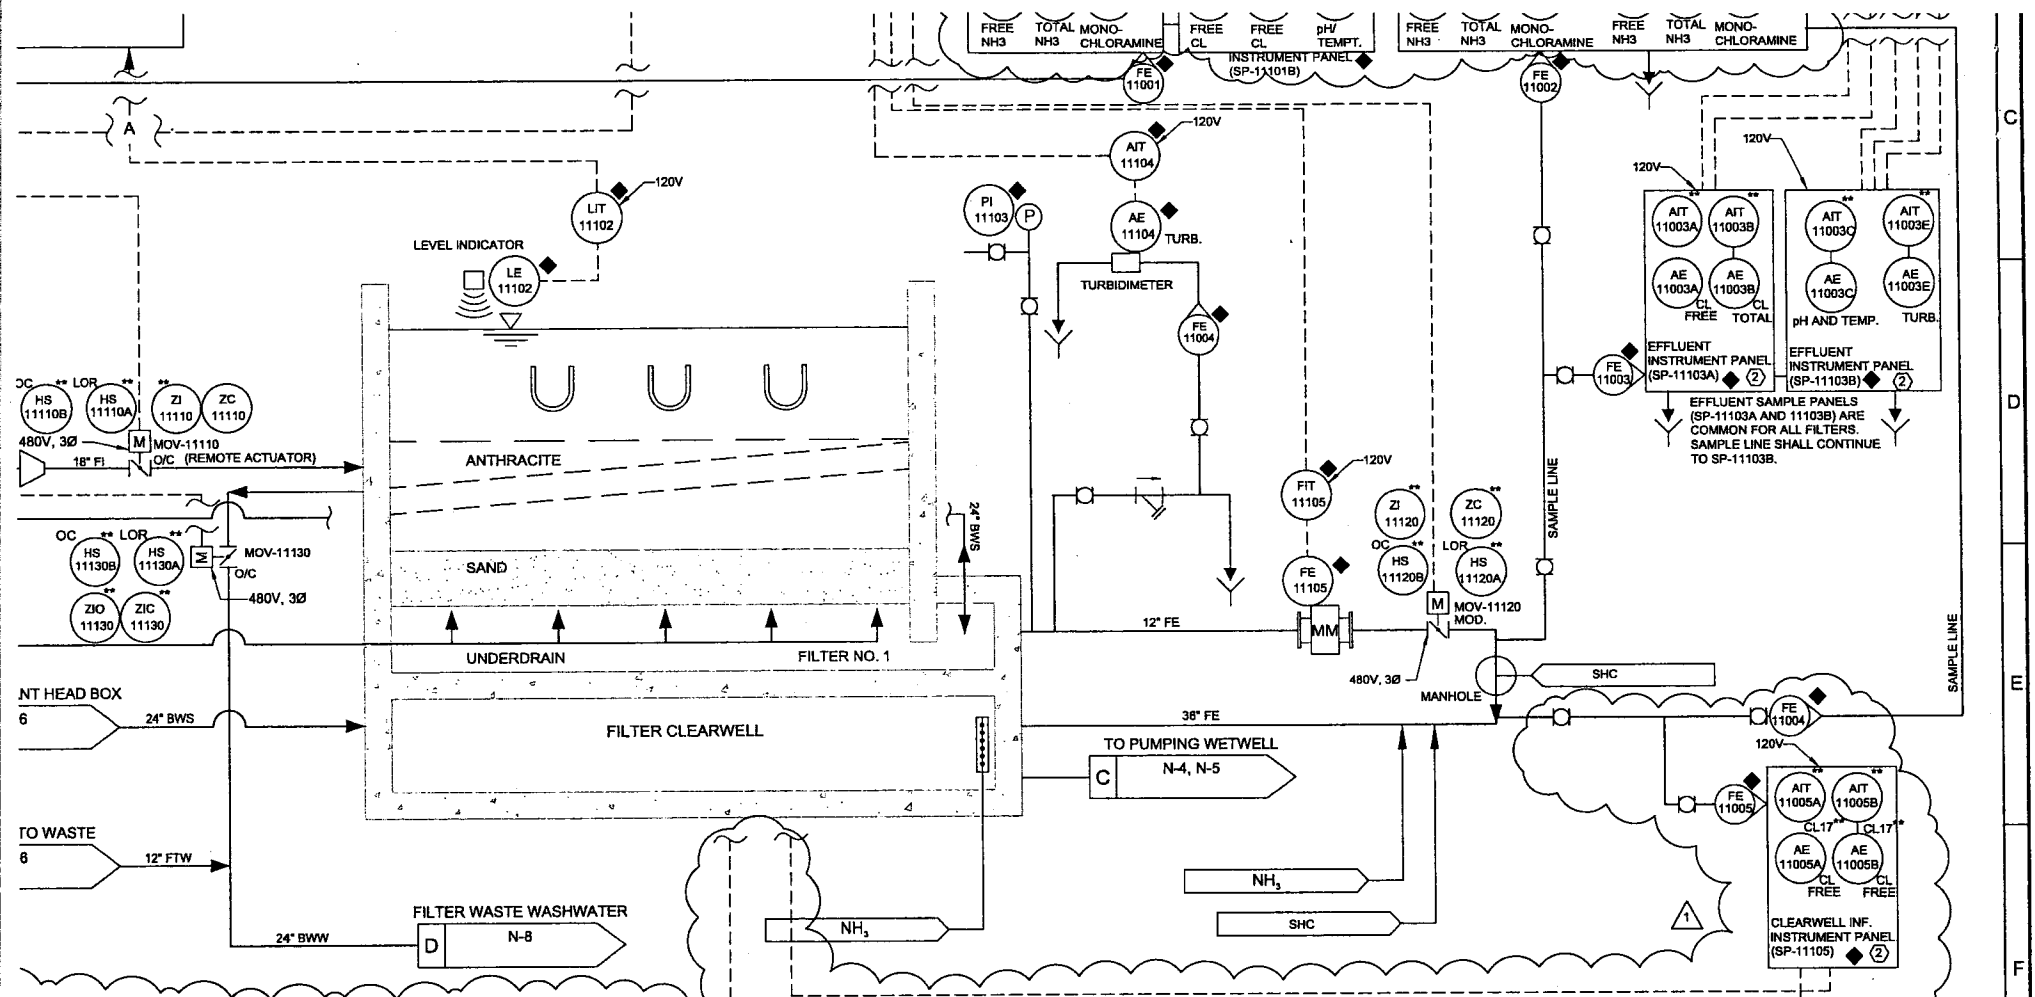 FREE
NH3
TOTAL
NH3
MONO-
CHLORAMINE
FREE
CL
FREE
CL
pH/
TEMPT.
FREE
NH3
TOTAL
NH3
MONO-
CHLORAMINE
FREE
NH3
TOTAL
NH3
MONO-
CHLORAMINE
INSTRUMENT PANEL
(SP-11101B)
FE
11001
FE
11002
C
A
AIT
11104
120V
120V
120V
LIT
11102
120V
PI
11103
P
AE
11104
TURB.
AIT
11003A
**
AIT
11003B
**
AIT
11003C
**
AIT
11003E
**
LEVEL INDICATOR
LE
11102
TURBIDIMETER
AE
11003A
CL
FREE
AE
11003B
CL
TOTAL
AE
11003C
pH AND TEMP.
AE
11003E
TURB.
FE
11004
EFFLUENT
INSTRUMENT PANEL
(SP-11103A)
2
EFFLUENT
INSTRUMENT PANEL
(SP-11103B)
2
FE
11003
EFFLUENT SAMPLE PANELS
(SP-11103A AND 11103B) ARE
COMMON FOR ALL FILTERS.
SAMPLE LINE SHALL CONTINUE
TO SP-11103B.
D
OC
**
LOR
**
**
HS
11110B
HS
11110A
ZI
11110
ZC
11110
480V, 3Ø
M
MOV-11110
O/C
(REMOTE ACTUATOR)
18" FI
ANTHRACITE
24" BWS
FIT
11105
120V
ZI
11120
**
ZC
11120
**
SAMPLE LINE
OC
**
LOR
**
HS
11130B
HS
11130A
M
MOV-11130
O/C
480V, 3Ø
ZIO
11130
**
ZIC
11130
**
SAND
FE
11105
OC
**
LOR
**
HS
11120B
HS
11120A
M
MOV-11120
MOD.
12" FE
MM
480V, 3Ø
UNDERDRAIN
FILTER NO. 1
MANHOLE
SHC
SAMPLE LINE
E
NT HEAD BOX
6
24" BWS
FILTER CLEARWELL
36" FE
FE
11004
TO PUMPING WETWELL
C
N-4, N-5
120V
FE
11005
AIT
11005A
**
AIT
11005B
**
CL17
**
CL17
**
AE
11005A
CL
FREE
AE
11005B
CL
FREE
TO WASTE
6
12" FTW
NH3
SHC
1
CLEARWELL INF.
INSTRUMENT PANEL
(SP-11105)
2
FILTER WASTE WASHWATER
D
N-8
24" BWW
NH3
F